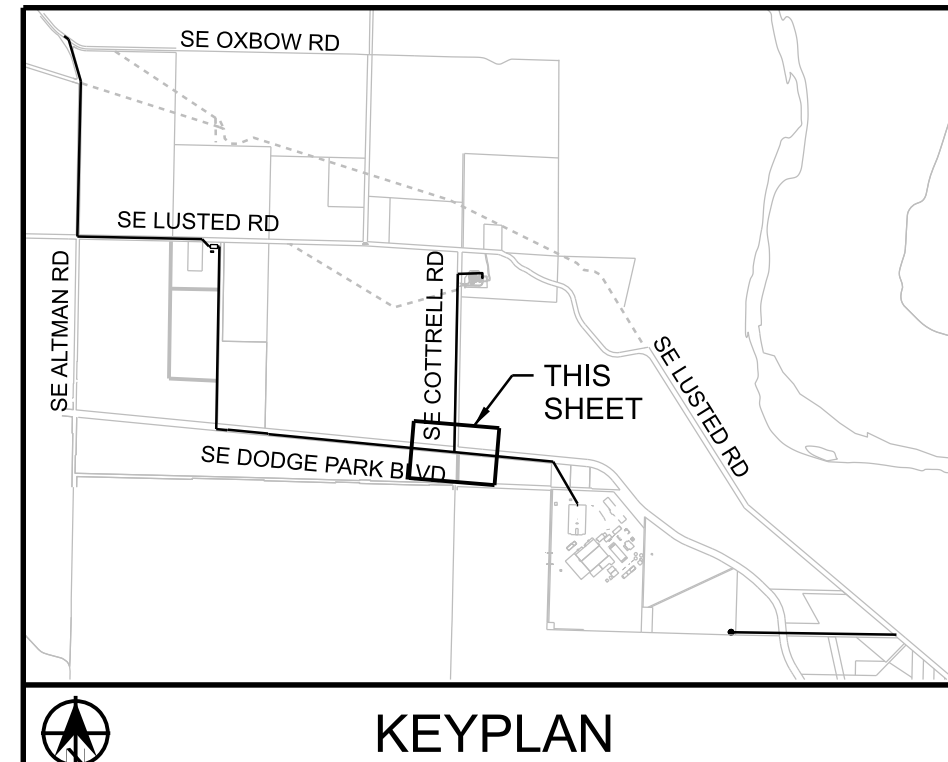 SE OXBOW RD
SE LUSTED RD
SE ALTMAN RD
SE COTTRELL RD
THIS
SHEET
SE LUSTED RD
SE DODGE PARK BLVD
KEYPLAN
N